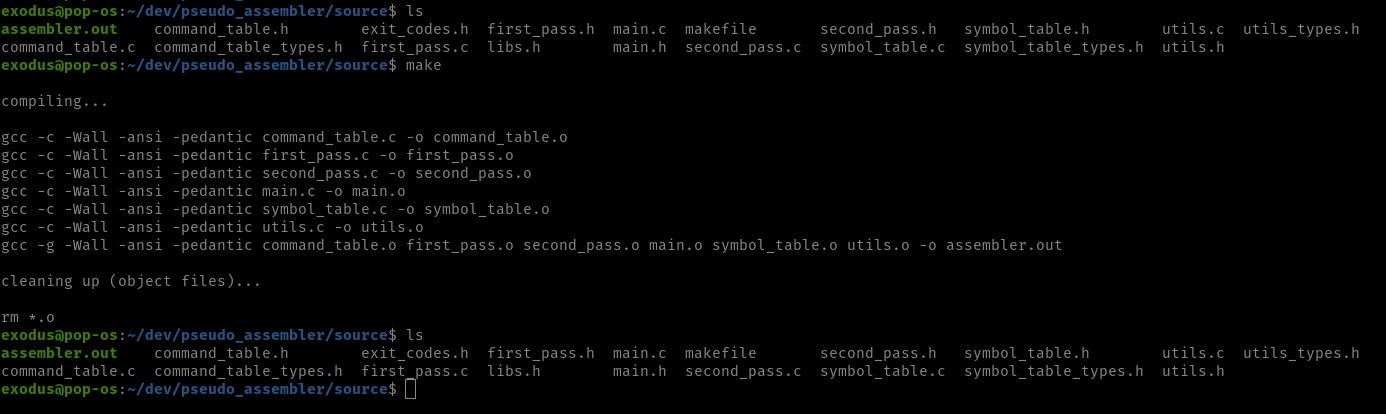 exodus@pop-os:~/dev/pseudo_assembler/source$ ls
assembler.out    command_table.h        exit_codes.h  first_pass.h  main.c  makefile       second_pass.h   symbol_table.h        utils.c  utils_types.h
command_table.c  command_table_types.h  first_pass.c  libs.h        main.h  second_pass.c  symbol_table.c  symbol_table_types.h  utils.h
exodus@pop-os:~/dev/pseudo_assembler/source$ make
compiling...
gcc -c -Wall -ansi -pedantic command_table.c -o command_table.o
gcc -c -Wall -ansi -pedantic first_pass.c -o first_pass.o
gcc -c -Wall -ansi -pedantic second_pass.c -o second_pass.o
gcc -c -Wall -ansi -pedantic main.c -o main.o
gcc -c -Wall -ansi -pedantic symbol_table.c -o symbol_table.o
gcc -c -Wall -ansi -pedantic utils.c -o utils.o
gcc -g -Wall -ansi -pedantic command_table.o first_pass.o second_pass.o main.o symbol_table.o utils.o -o assembler.out
cleaning up (object files)...
rm *.o
exodus@pop-os:~/dev/pseudo_assembler/source$ ls
assembler.out    command_table.h        exit_codes.h  first_pass.h  main.c  makefile       second_pass.h   symbol_table.h        utils.c  utils_types.h
command_table.c  command_table_types.h  first_pass.c  libs.h        main.h  second_pass.c  symbol_table.c  symbol_table_types.h  utils.h
exodus@pop-os:~/dev/pseudo_assembler/source$